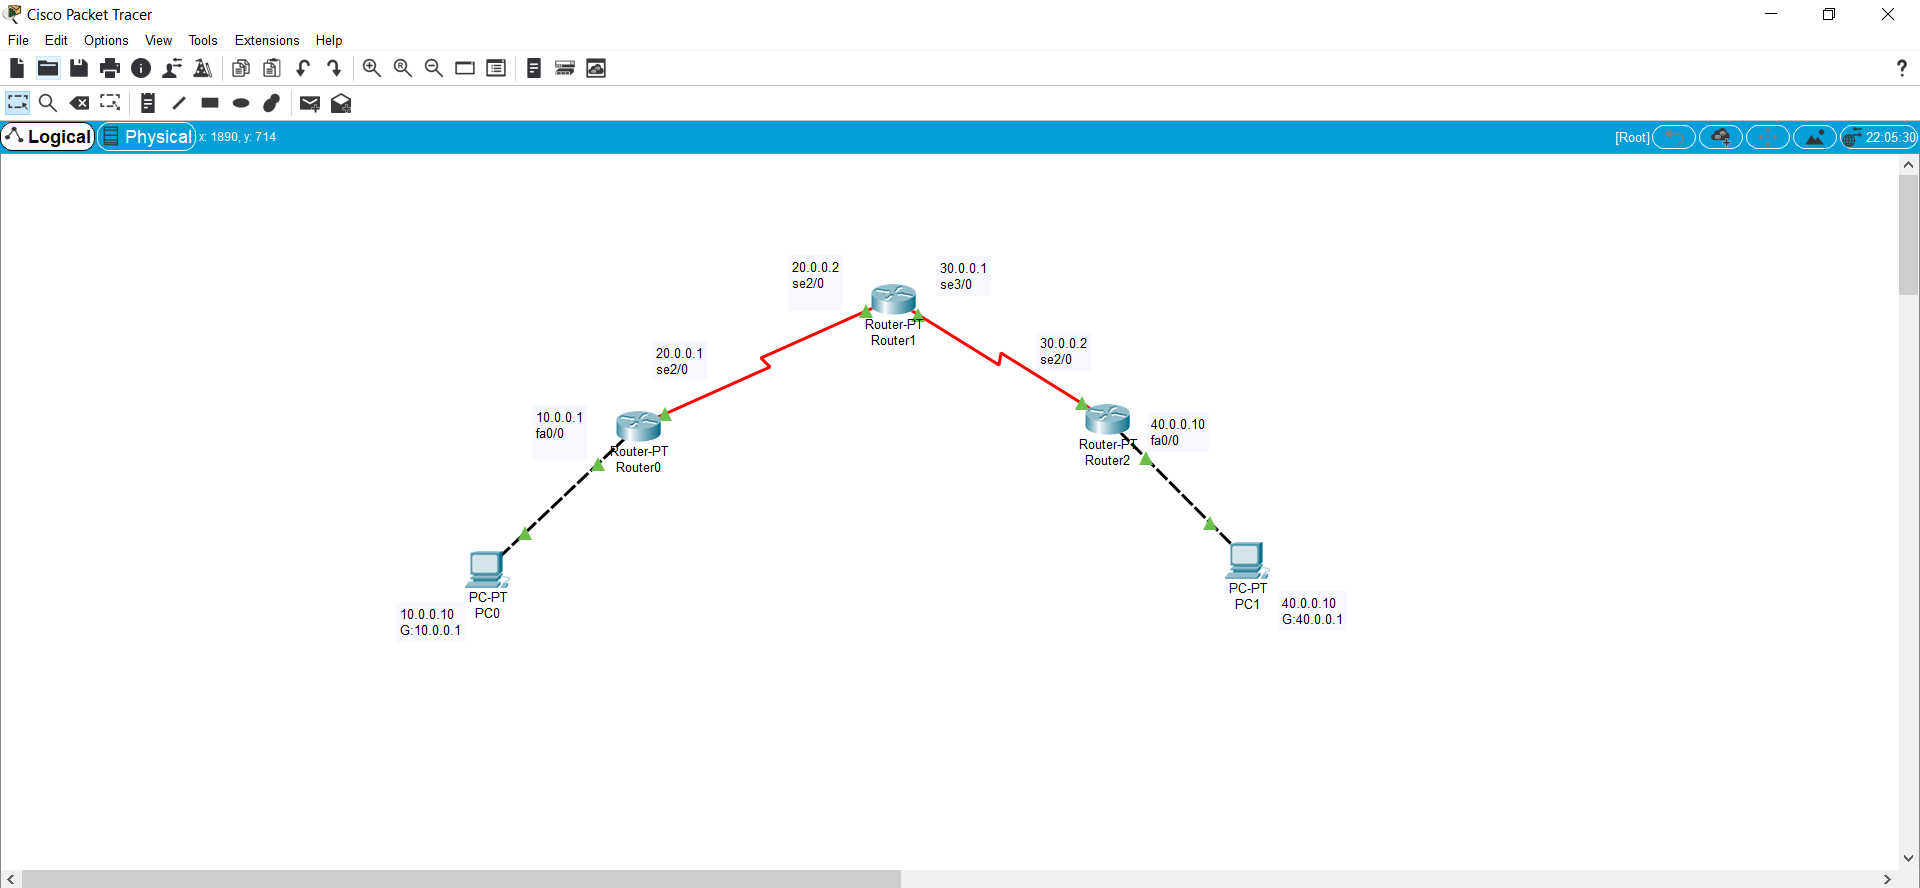 Cisco Packet Tracer
File Edit Options View Tools Extensions Help
?
Logical Physical x: 1890, y: 714 [Root] 22:05:30
20.0.0.2
se2/0
30.0.0.1
se3/0
Router-PT
Router1
20.0.0.1
se2/0
30.0.0.2
se2/0
10.0.0.1
fa0/0
Router-PT
Router0
Router-PT
Router2
40.0.0.10
fa0/0
PC-PT
PC0
10.0.0.10
G:10.0.0.1
PC-PT
PC1
40.0.0.10
G:40.0.0.1